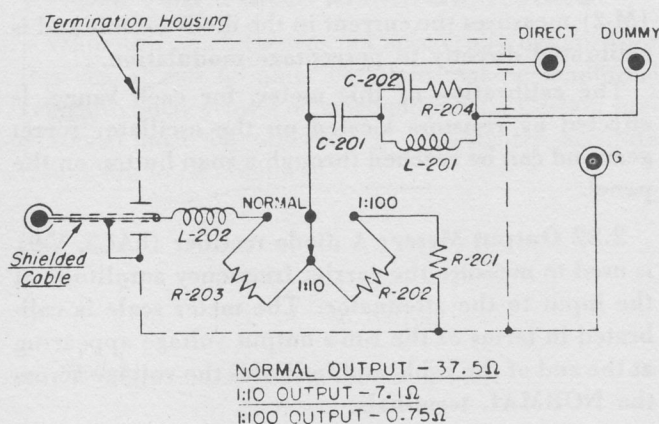 Termination Housing
DIRECT DUMMY
C-202
R-204
C-201
L-201
G
NORMAL 1:100
L-202
R-201
Shielded
Cable
1:10
R-203 R-202
NORMAL OUTPUT - 37.5Ω
1:10 OUTPUT - 7.1Ω
1:100 OUTPUT - 0.75Ω